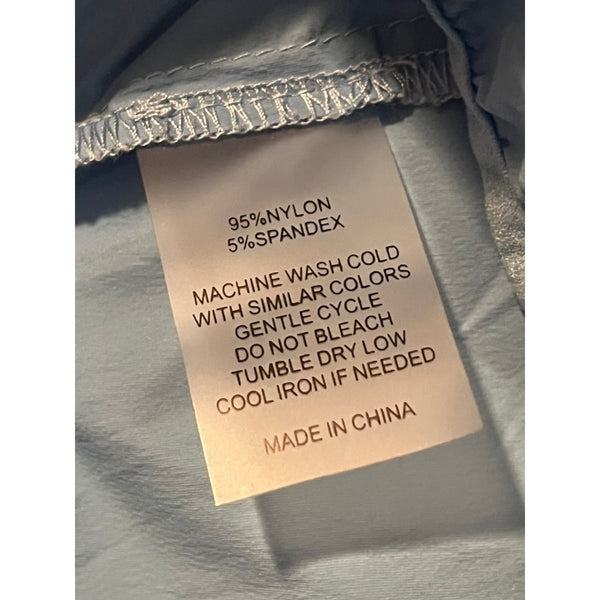 95%NYLON
5%SPANDEX
MACHINE WASH COLD
WITH SIMILAR COLORS
GENTLE CYCLE
DO NOT BLEACH
TUMBLE DRY LOW
COOL IRON IF NEEDED
MADE IN CHINA